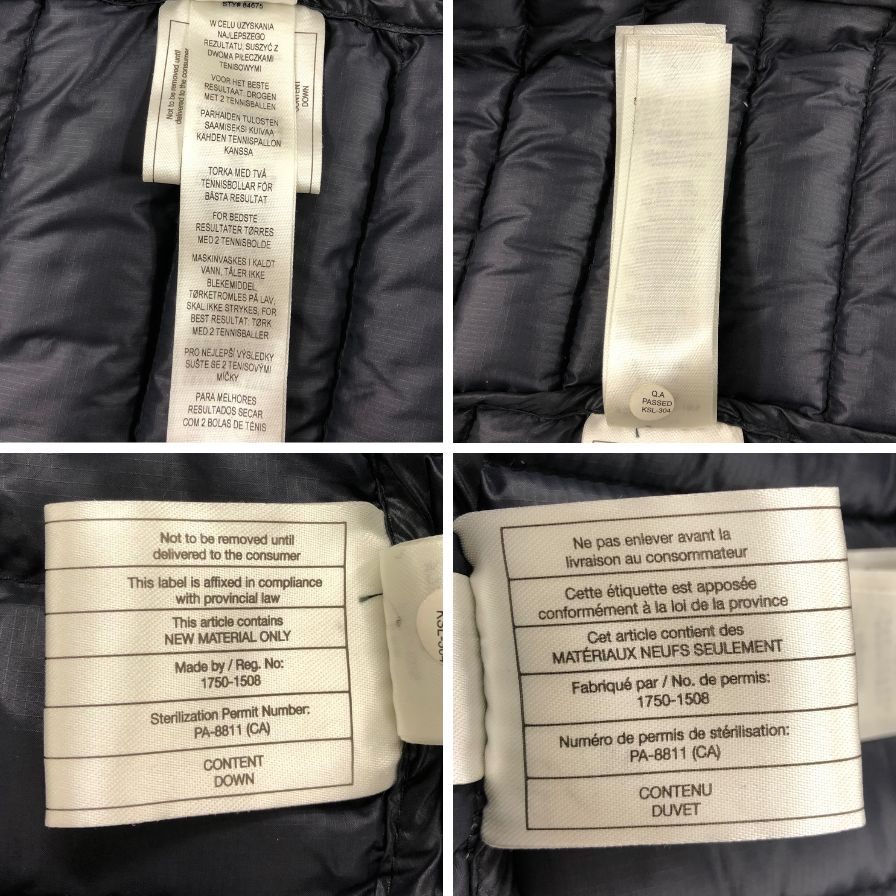 STY# 84675
W CELU UZYSKANIA
NAJLEPSZEGO
REZULTATU, SUSZYĆ Z
DWOMA PIŁECZKAMI
TENISOWYMI
VOOR HET BESTE
RESULTAAT: DROGEN
MET 2 TENNISBALLEN
PARHAIDEN TULOSTEN
SAAMISEKSI KUIVAA
KAHDEN TENNISPALLON
KANSSA
TORKA MED TVÅ
TENNISBOLLAR FÖR
BÄSTA RESULTAT
FOR BEDSTE
RESULTATER TØRRES
MED 2 TENNISBOLDE
MASKINVASKES I KALDT
VANN, TÅLER IKKE
BLEKEMIDDEL,
TØRKETROMLES PÅ LAV,
SKAL IKKE STRYKES, FOR
BEST RESULTAT: TØRK
MED 2 TENNISBALLER
PRO NEJLEPŠÍ VÝSLEDKY
SUŠTE SE 2 TENISOVÝMI
MÍČKY
PARA MELHORES
RESULTADOS SECAR
COM 2 BOLAS DE TÉNIS
Not to be removed until
delivered to the consumer
CONTENT
DOWN
Q.A
PASSED
KSL-304
Not to be removed until
delivered to the consumer
This label is affixed in compliance
with provincial law
This article contains
NEW MATERIAL ONLY
Made by / Reg. No:
1750-1508
Sterilization Permit Number:
PA-8811 (CA)
CONTENT
DOWN
KSL-304
Ne pas enlever avant la
livraison au consommateur
Cette étiquette est apposée
conformément à la loi de la province
Cet article contient des
MATÉRIAUX NEUFS SEULEMENT
Fabriqué par / No. de permis:
1750-1508
Numéro de permis de stérilisation:
PA-8811 (CA)
CONTENU
DUVET